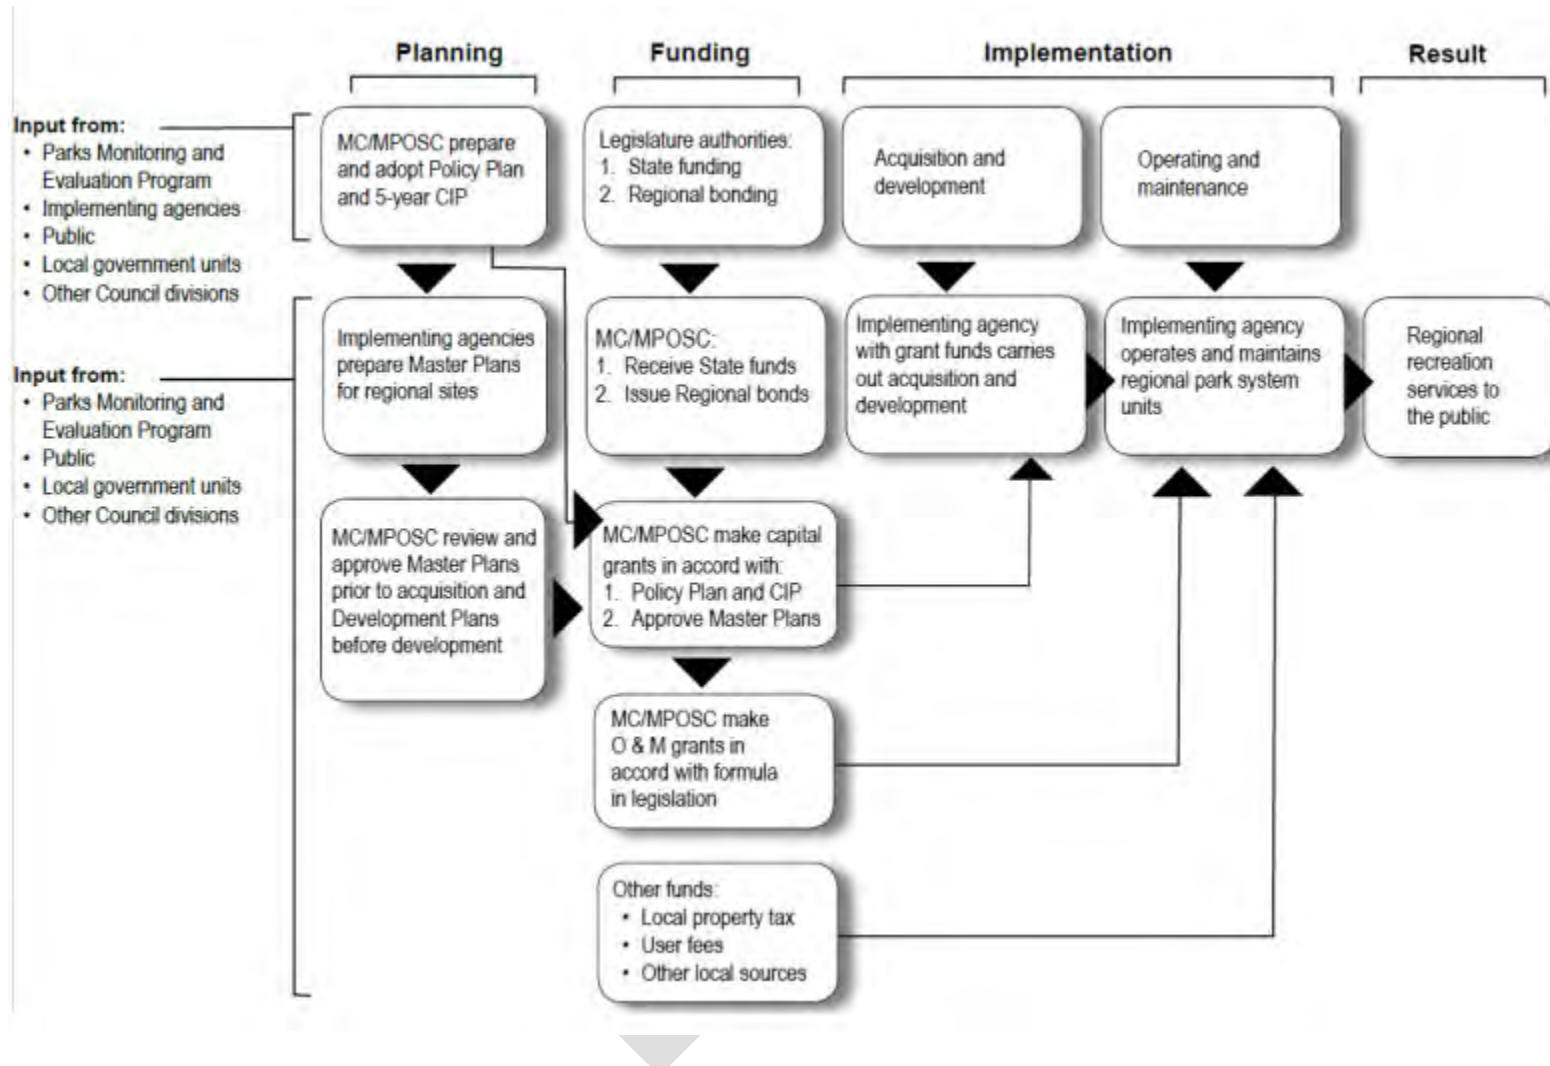 Planning
Funding
Implementation
Result
Input from:
• Parks Monitoring and
Evaluation Program
• Implementing agencies
• Public
• Local government units
• Other Council divisions
MC/MPOSC prepare
and adopt Policy Plan
and 5-year CIP
Legislature authorities:
1. State funding
2. Regional bonding
Acquisition and
development
Operating and
maintenance
Input from:
• Parks Monitoring and
Evaluation Program
• Public
• Local government units
• Other Council divisions
Implementing agencies
prepare Master Plans
for regional sites
MC/MPOSC:
1. Receive State funds
2. Issue Regional bonds
Implementing agency
with grant funds carries
out acquisition and
development
Implementing agency
operates and maintains
regional park system
units
Regional
recreation
services to
the public
MC/MPOSC review and
approve Master Plans
prior to acquisition and
Development Plans
before development
MC/MPOSC make capital
grants in accord with:
1. Policy Plan and CIP
2. Approve Master Plans
MC/MPOSC make
O & M grants in
accord with formula
in legislation
Other funds:
• Local property tax
• User fees
• Other local sources